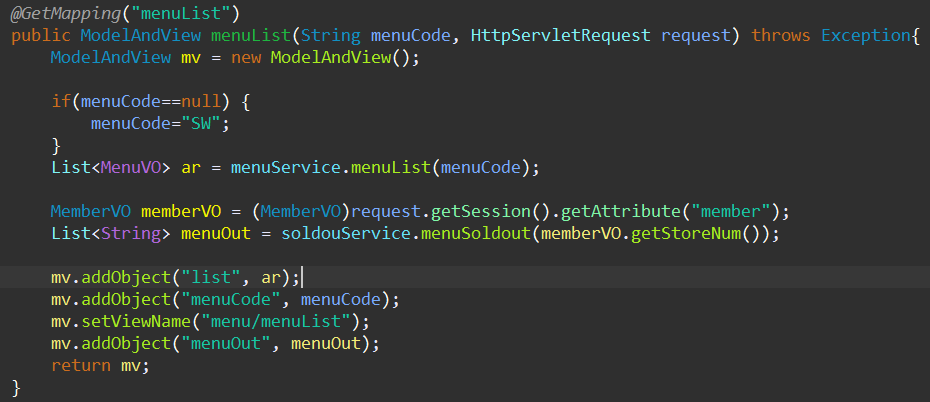 @GetMapping("menuList")
public ModelAndView menuList(String menuCode, HttpServletRequest request) throws Exception{
    ModelAndView mv = new ModelAndView();

    if(menuCode==null) {
        menuCode="SW";
    }
    List<MenuVO> ar = menuService.menuList(menuCode);

    MemberVO memberVO = (MemberVO)request.getSession().getAttribute("member");
    List<String> menuOut = soldouService.menuSoldout(memberVO.getStoreNum());

    mv.addObject("list", ar);
    mv.addObject("menuCode", menuCode);
    mv.setViewName("menu/menuList");
    mv.addObject("menuOut", menuOut);
    return mv;
}